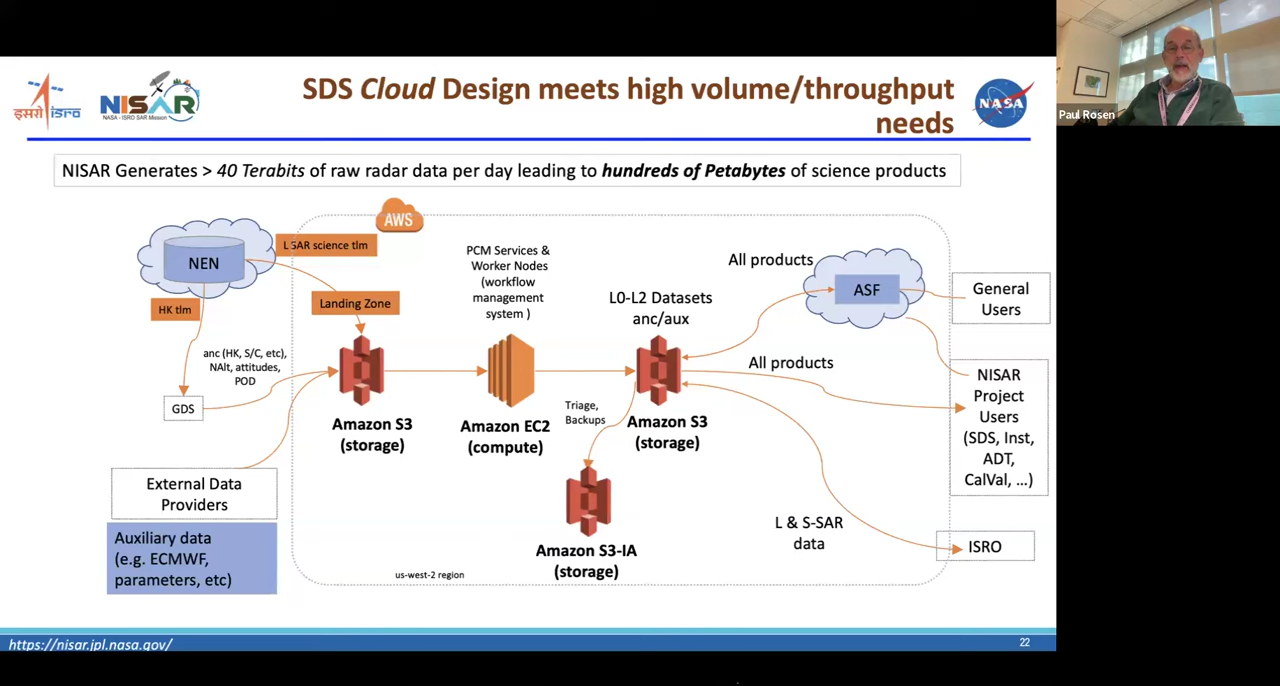 SDS Cloud Design meets high volume/throughput
needs
इसरो isro
NISAR
NASA - ISRO SAR Mission
NASA
Paul Rosen
NISAR Generates > 40 Terabits of raw radar data per day leading to hundreds of Petabytes of science products
AWS
NEN
L SAR science tlm
HK tlm
Landing Zone
anc (HK, S/C, etc),
NAlt, attitudes,
POD
GDS
External Data
Providers
Auxiliary data
(e.g. ECMWF,
parameters, etc)
Amazon S3
(storage)
PCM Services &
Worker Nodes
(workflow
management
system )
Amazon EC2
(compute)
Triage,
Backups
Amazon S3-IA
(storage)
L0-L2 Datasets
anc/aux
Amazon S3
(storage)
All products
ASF
General
Users
All products
NISAR
Project
Users
(SDS, Inst,
ADT,
CalVal, ...)
L & S-SAR
data
ISRO
us-west-2 region
https://nisar.jpl.nasa.gov/
22